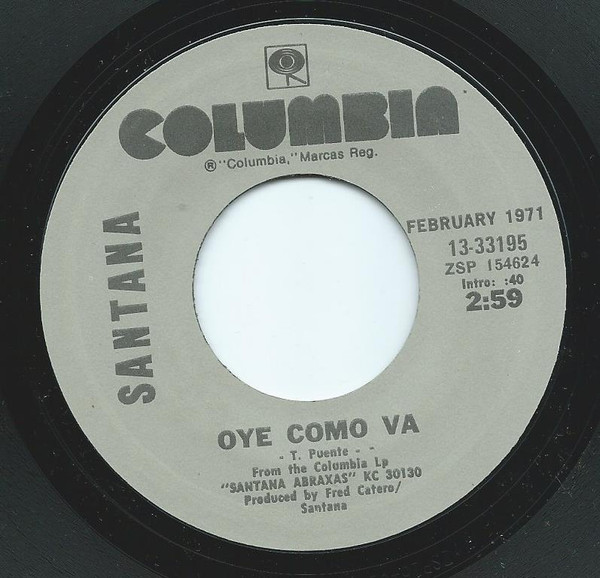 COLUMBIA
® "Columbia," Marcas Reg.
SANTANA
FEBRUARY 1971
13-33195
ZSP 154624
Intro: :40
2:59
OYE COMO VA
- T. Puente - -
From the Columbia Lp
"SANTANA ABRAXAS" KC 30130
Produced by Fred Catero/
Santana